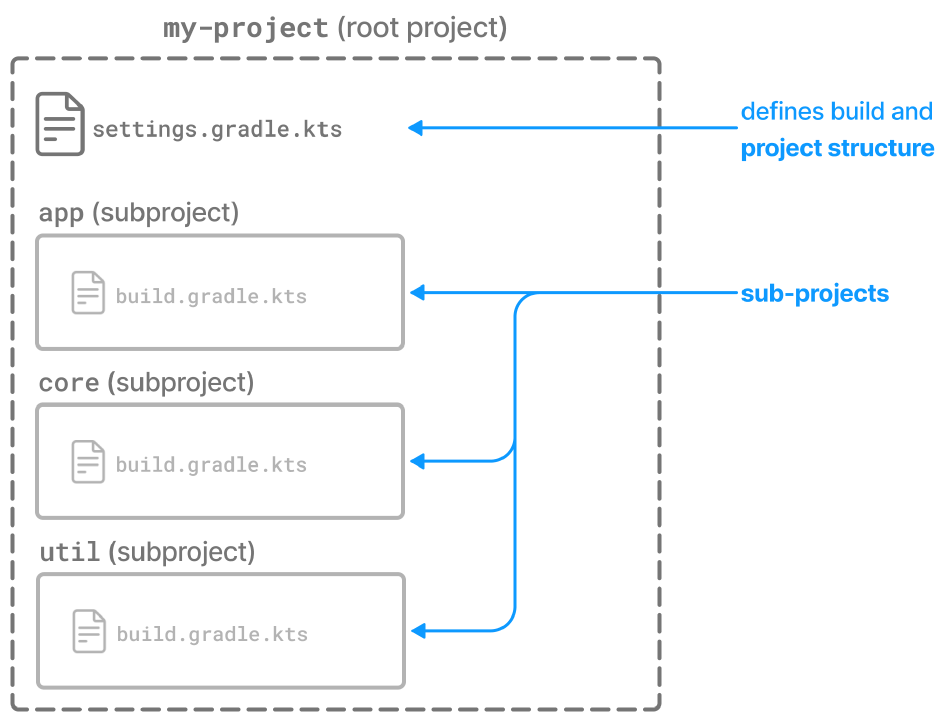 my-project (root project)
settings.gradle.kts
defines build and
project structure
app (subproject)
build.gradle.kts
sub-projects
core (subproject)
build.gradle.kts
util (subproject)
build.gradle.kts